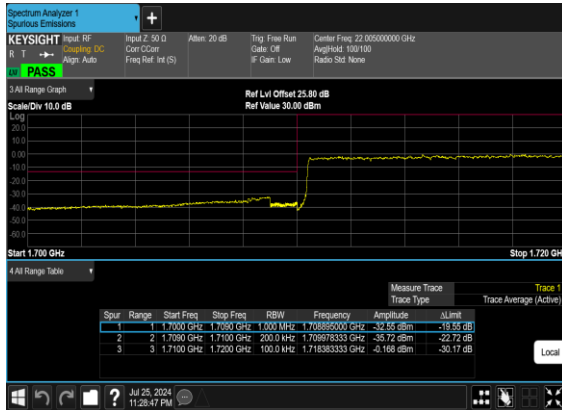 Spectrum Analyzer 1
Spurious Emissions
+
KEYSIGHT
R T
Input: RF
Coupling: DC
Align: Auto
Input Z: 50 Ω
Corr CCorr
Freq Ref: Int (S)
Atten: 20 dB
Trig: Free Run
Gate: Off
IF Gain: Low
Center Freq: 22.005000000 GHz
Avg|Hold: 100/100
Radio Std: None
PASS
3 All Range Graph
Scale/Div 10.0 dB
Ref Lvl Offset 25.80 dB
Ref Value 30.00 dBm
Log
20.0
10.0
0.00
-10.0
-20.0
-30.0
-40.0
-50.0
-60.0
Start 1.700 GHz
Stop 1.720 GH
4 All Range Table
Measure Trace Trace 1
Trace Type Trace Average (Active)
Spur Range Start Freq Stop Freq RBW Frequency Amplitude ΔLimit
1 1 1.7000 GHz 1.7090 GHz 1.000 MHz 1.708895000 GHz -32.55 dBm -19.55 dB
2 2 1.7090 GHz 1.7100 GHz 200.0 kHz 1.709978333 GHz -35.72 dBm -22.72 dB
3 3 1.7100 GHz 1.7200 GHz 100.0 kHz 1.718383333 GHz -0.168 dBm -30.17 dB
Local
?
Jul 25, 2024
11:28:47 PM